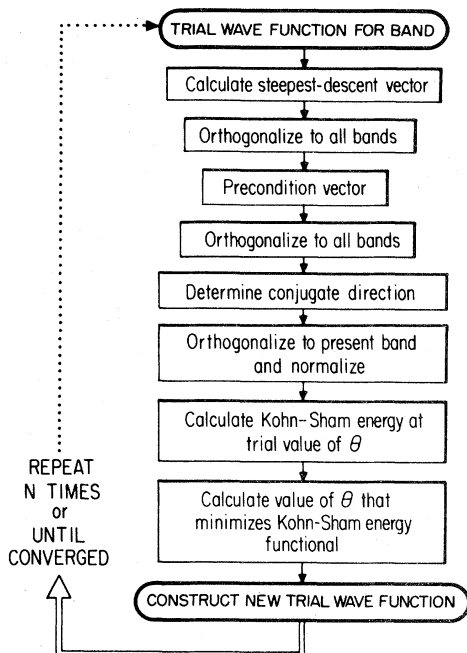 TRIAL WAVE FUNCTION FOR BAND
Calculate steepest-descent vector
Orthogonalize to all bands
Precondition vector
Orthogonalize to all bands
Determine conjugate direction
Orthogonalize to present band
and normalize
Calculate Kohn-Sham energy at
trial value of θ
Calculate value of θ that
minimizes Kohn-Sham energy
functional
CONSTRUCT NEW TRIAL WAVE FUNCTION
REPEAT
N TIMES
or
UNTIL
CONVERGED